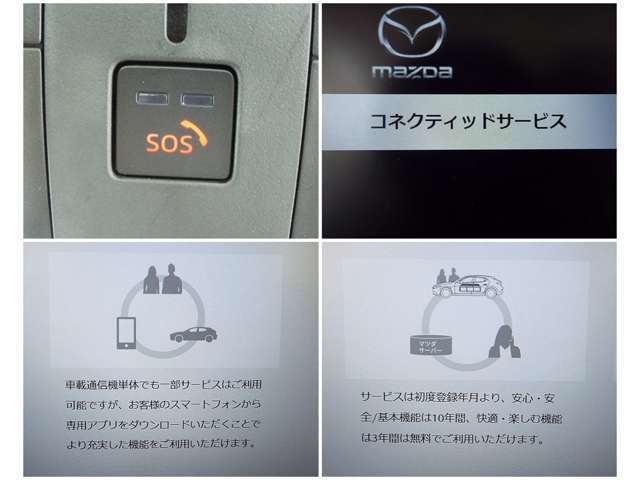 SOS
mazda
コネクティッドサービス
車載通信機単体でも一部サービスはご利用
可能ですが、お客様のスマートフォンから
専用アプリをダウンロードいただくことで
より充実した機能をご利用いただけます。
マツダ
サーバー
サービスは初度登録年月より、安心・安
全/基本機能は10年間、快適・楽しむ機能
は3年間は無料でご利用いただけます。